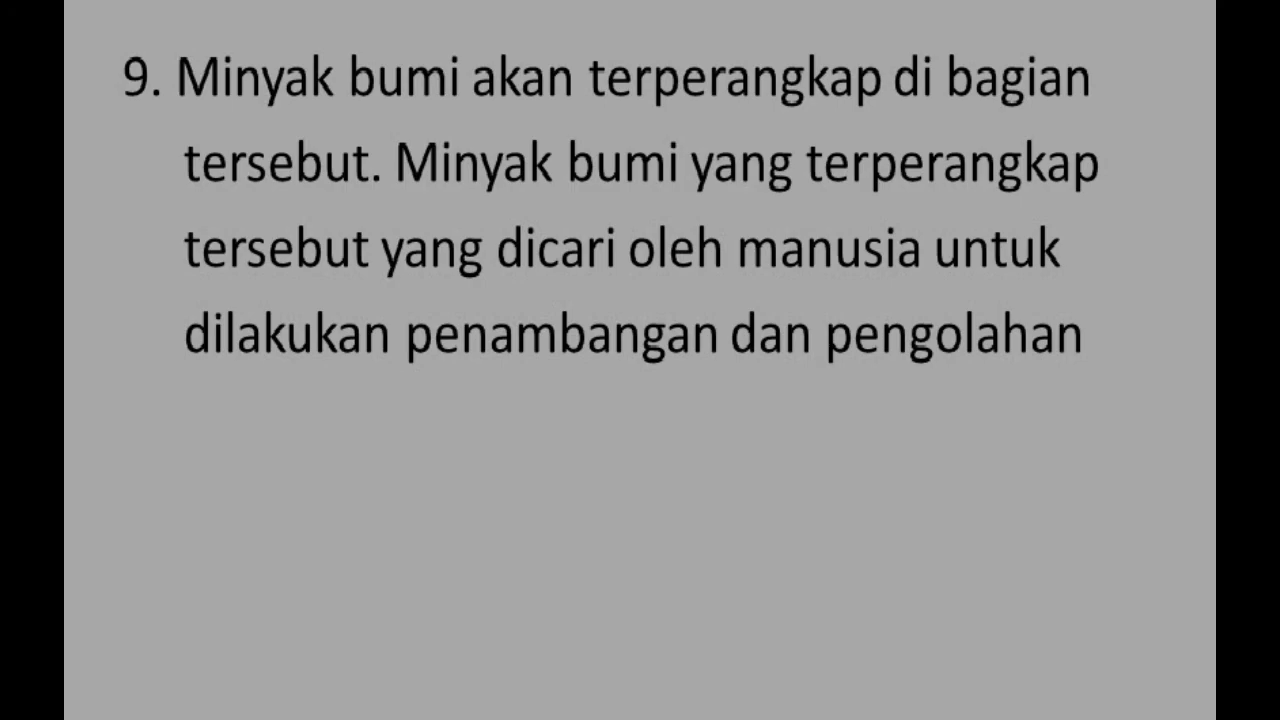 9. Minyak bumi akan terperangkap di bagian
tersebut. Minyak bumi yang terperangkap
tersebut yang dicari oleh manusia untuk
dilakukan penambangan dan pengolahan